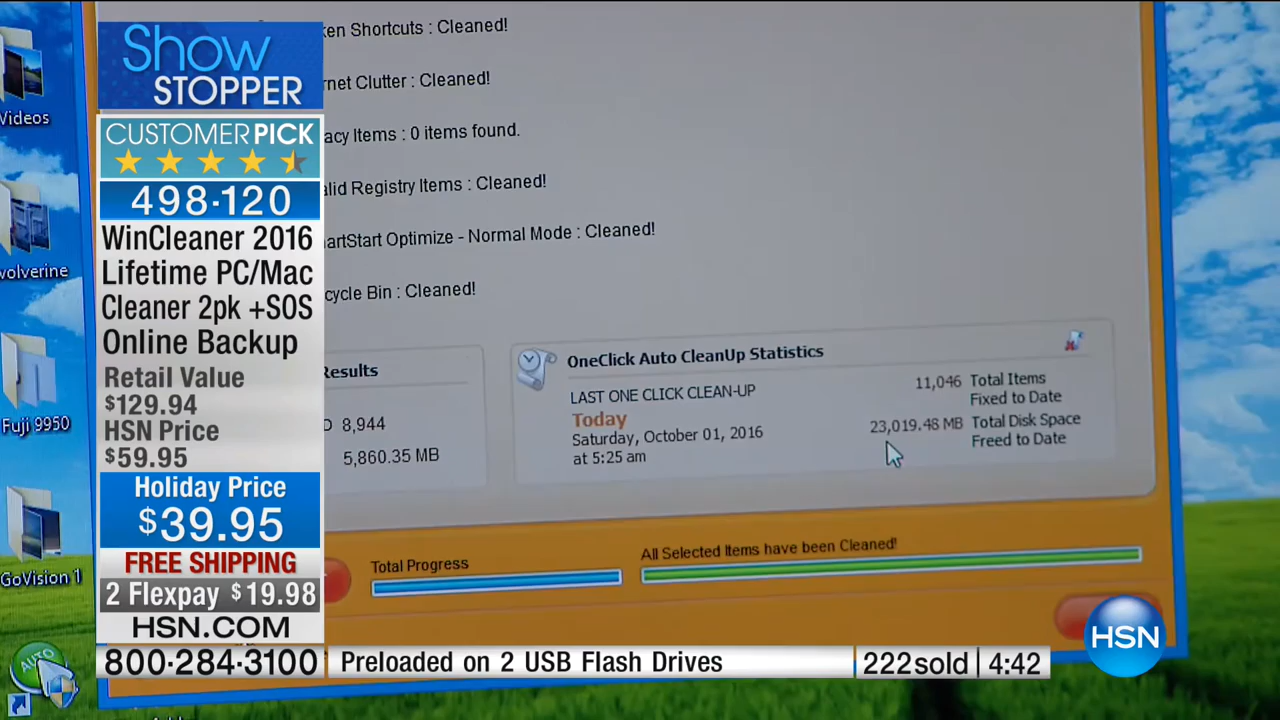 Show
STOPPER
CUSTOMER PICK
498-120
WinCleaner 2016
Lifetime PC/Mac
Cleaner 2pk +SOS
Online Backup
Retail Value
$129.94
HSN Price
$59.95
Holiday Price
$39.95
FREE SHIPPING
2 Flexpay $19.98
HSN.COM
800-284-3100
Preloaded on 2 USB Flash Drives
222 sold
4:42
HSN
Videos
wolverine
Fuji 9950
GoVision 1
AUTO
ken Shortcuts : Cleaned!
rnet Clutter : Cleaned!
acy Items : 0 items found.
alid Registry Items : Cleaned!
artStart Optimize - Normal Mode : Cleaned!
cycle Bin : Cleaned!
Results
8,944
5,860.35 MB
OneClick Auto CleanUp Statistics
LAST ONE CLICK CLEAN-UP
Today
Saturday, October 01, 2016
at 5:25 am
11,046 Total Items
Fixed to Date
23,019.48 MB Total Disk Space
Freed to Date
Total Progress
All Selected Items have been Cleaned!